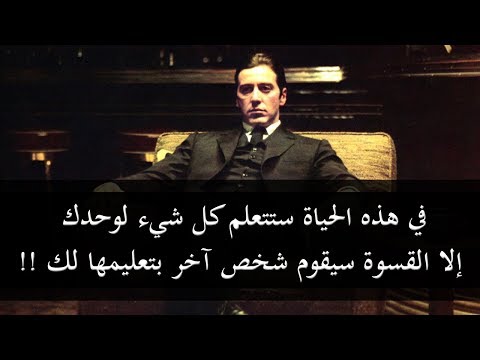 في هذه الحياة ستتعلم كل شيء لوحدك
إلا القسوة سيقوم شخص آخر بتعليمها لك !!